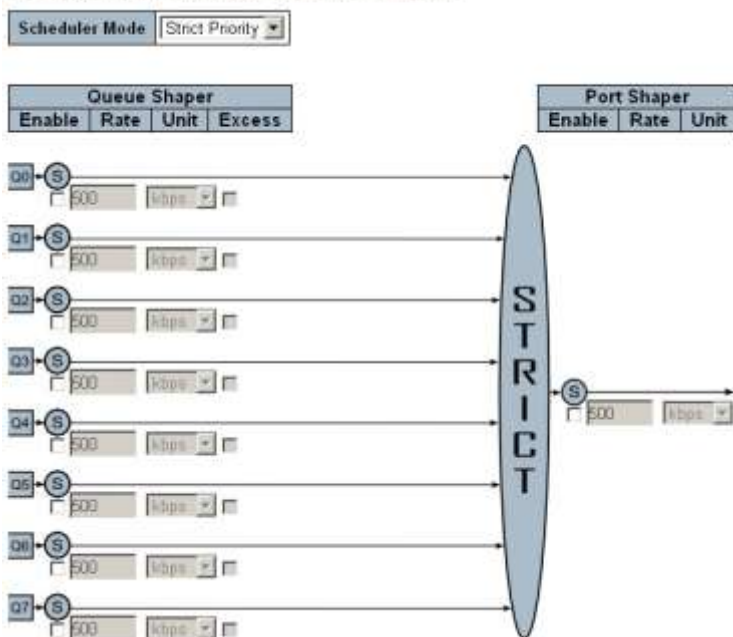 Scheduler Mode Strict Priority
Queue Shaper Port Shaper
Enable Rate Unit Excess Enable Rate Unit
Q0 S
500 kbps
Q1 S
500 kbps
Q2 S
500 kbps
Q3 S
500 kbps
Q4 S
500 kbps
Q5 S
500 kbps
Q6 S
500 kbps
Q7 S
500 kbps
STRICT
S
500 kbps